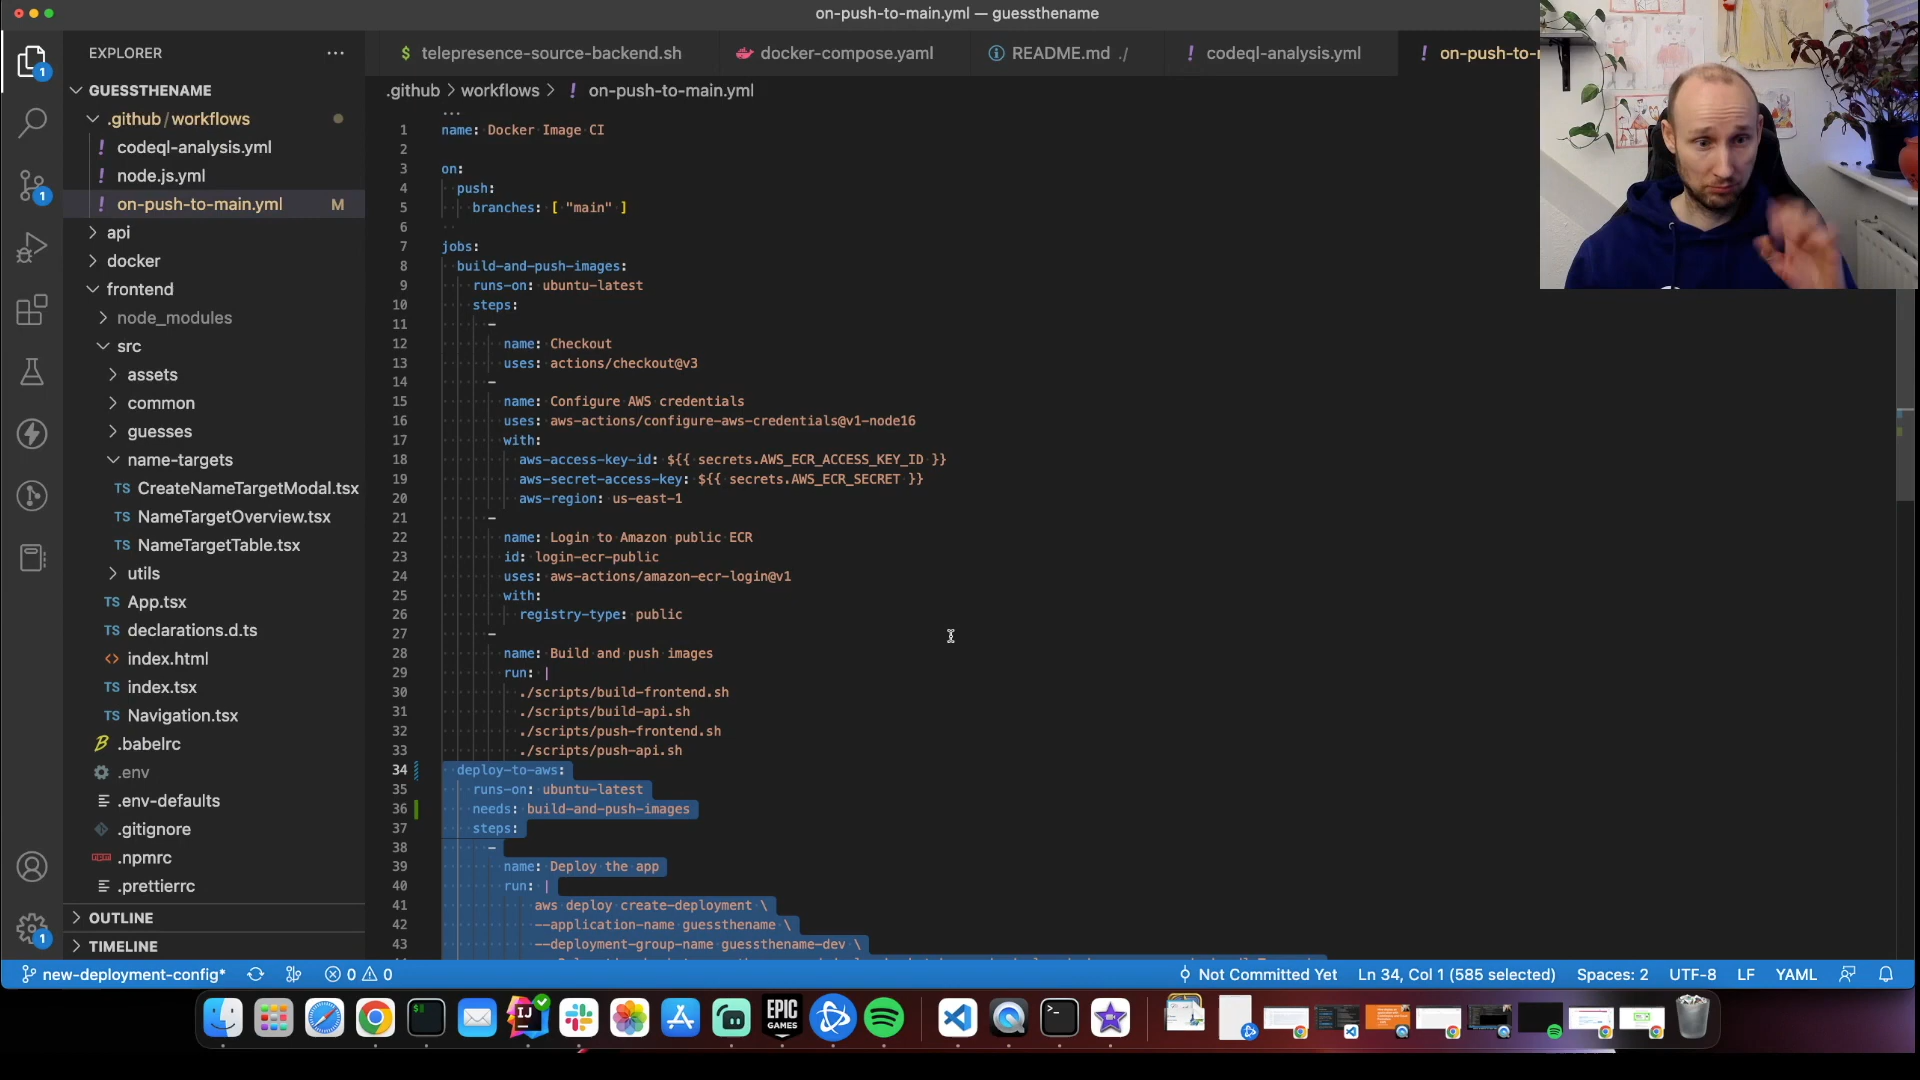 on-push-to-main.yml — guessthename
EXPLORER
$ telepresence-source-backend.sh
docker-compose.yaml
README.md ./
! codeql-analysis.yml
! on-push-to-m
GUESSTHENAME
.github/workflows
! codeql-analysis.yml
! node.js.yml
! on-push-to-main.yml M
api
docker
frontend
node_modules
src
assets
common
guesses
name-targets
TS CreateNameTargetModal.tsx
TS NameTargetOverview.tsx
TS NameTargetTable.tsx
utils
TS App.tsx
TS declarations.d.ts
<> index.html
TS index.tsx
TS Navigation.tsx
.babelrc
.env
.env-defaults
.gitignore
.npmrc
.prettierrc
OUTLINE
TIMELINE
.github > workflows > ! on-push-to-main.yml
1 name: Docker Image CI
2
3 on:
4 push:
5 branches: [ "main" ]
6
7 jobs:
8 build-and-push-images:
9 runs-on: ubuntu-latest
10 steps:
11 -
12 name: Checkout
13 uses: actions/checkout@v3
14 -
15 name: Configure AWS credentials
16 uses: aws-actions/configure-aws-credentials@v1-node16
17 with:
18 aws-access-key-id: ${{ secrets.AWS_ECR_ACCESS_KEY_ID }}
19 aws-secret-access-key: ${{ secrets.AWS_ECR_SECRET }}
20 aws-region: us-east-1
21 -
22 name: Login to Amazon public ECR
23 id: login-ecr-public
24 uses: aws-actions/amazon-ecr-login@v1
25 with:
26 registry-type: public
27 -
28 name: Build and push images
29 run: |
30 ./scripts/build-frontend.sh
31 ./scripts/build-api.sh
32 ./scripts/push-frontend.sh
33 ./scripts/push-api.sh
34 deploy-to-aws:
35 runs-on: ubuntu-latest
36 needs: build-and-push-images
37 steps:
38 -
39 name: Deploy the app
40 run: |
41 aws deploy create-deployment \
42 --application-name guessthename \
43 --deployment-group-name guessthename-dev \
new-deployment-config* 0 0 Not Committed Yet Ln 34, Col 1 (585 selected) Spaces: 2 UTF-8 LF YAML
EPIC GAMES